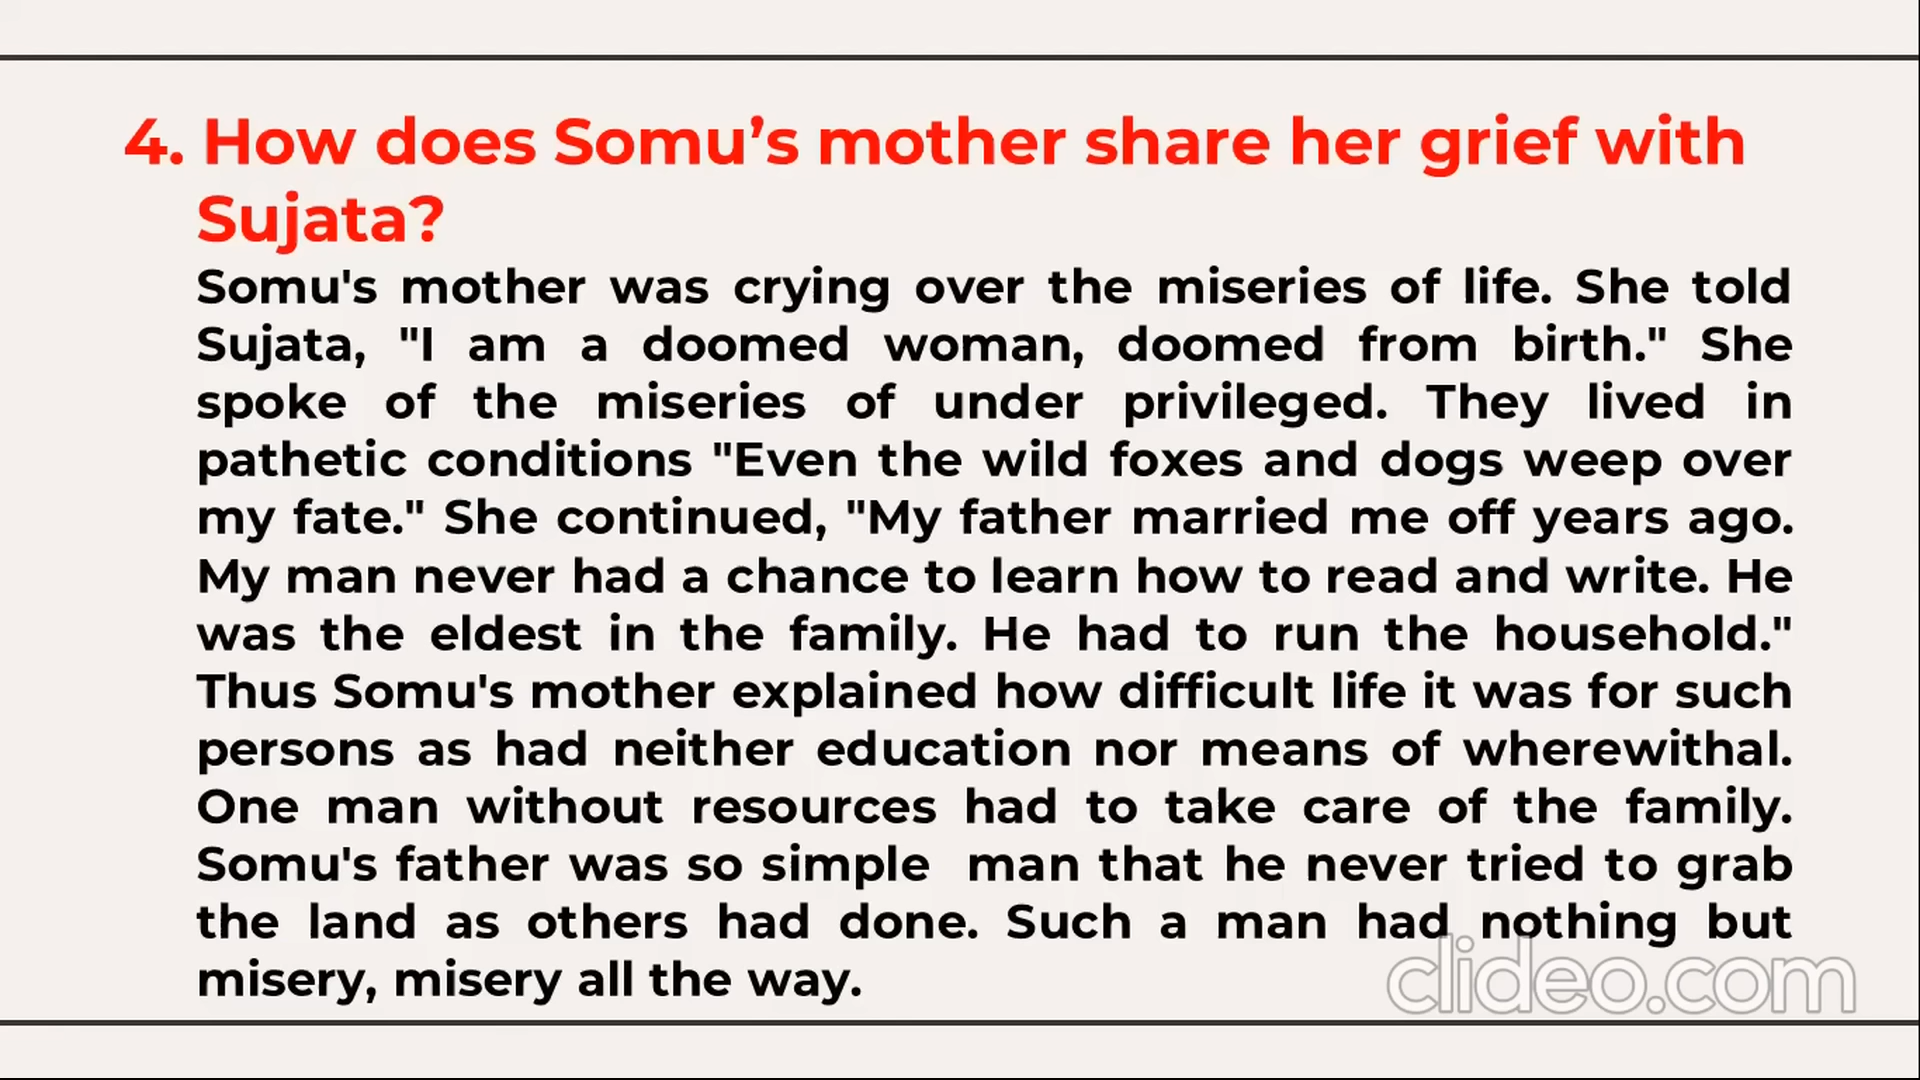 4. How does Somu’s mother share her grief with
Sujata?
Somu's mother was crying over the miseries of life. She told
Sujata, "I am a doomed woman, doomed from birth." She
spoke of the miseries of under privileged. They lived in
pathetic conditions "Even the wild foxes and dogs weep over
my fate." She continued, "My father married me off years ago.
My man never had a chance to learn how to read and write. He
was the eldest in the family. He had to run the household."
Thus Somu's mother explained how difficult life it was for such
persons as had neither education nor means of wherewithal.
One man without resources had to take care of the family.
Somu's father was so simple  man that he never tried to grab
the land as others had done. Such a man had nothing but
misery, misery all the way.
clideo.com